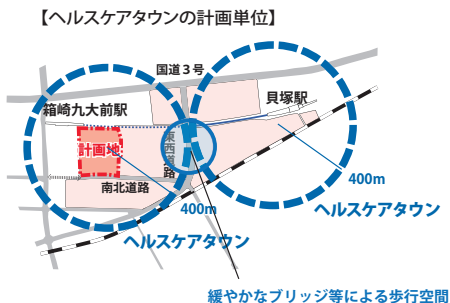 【ヘルスケアタウンの計画単位】
国道３号
箱崎九大前駅
貝塚駅
計画地
東西道路
南北道路
400m
400m
ヘルスケアタウン
ヘルスケアタウン
緩やかなブリッジ等による歩行空間